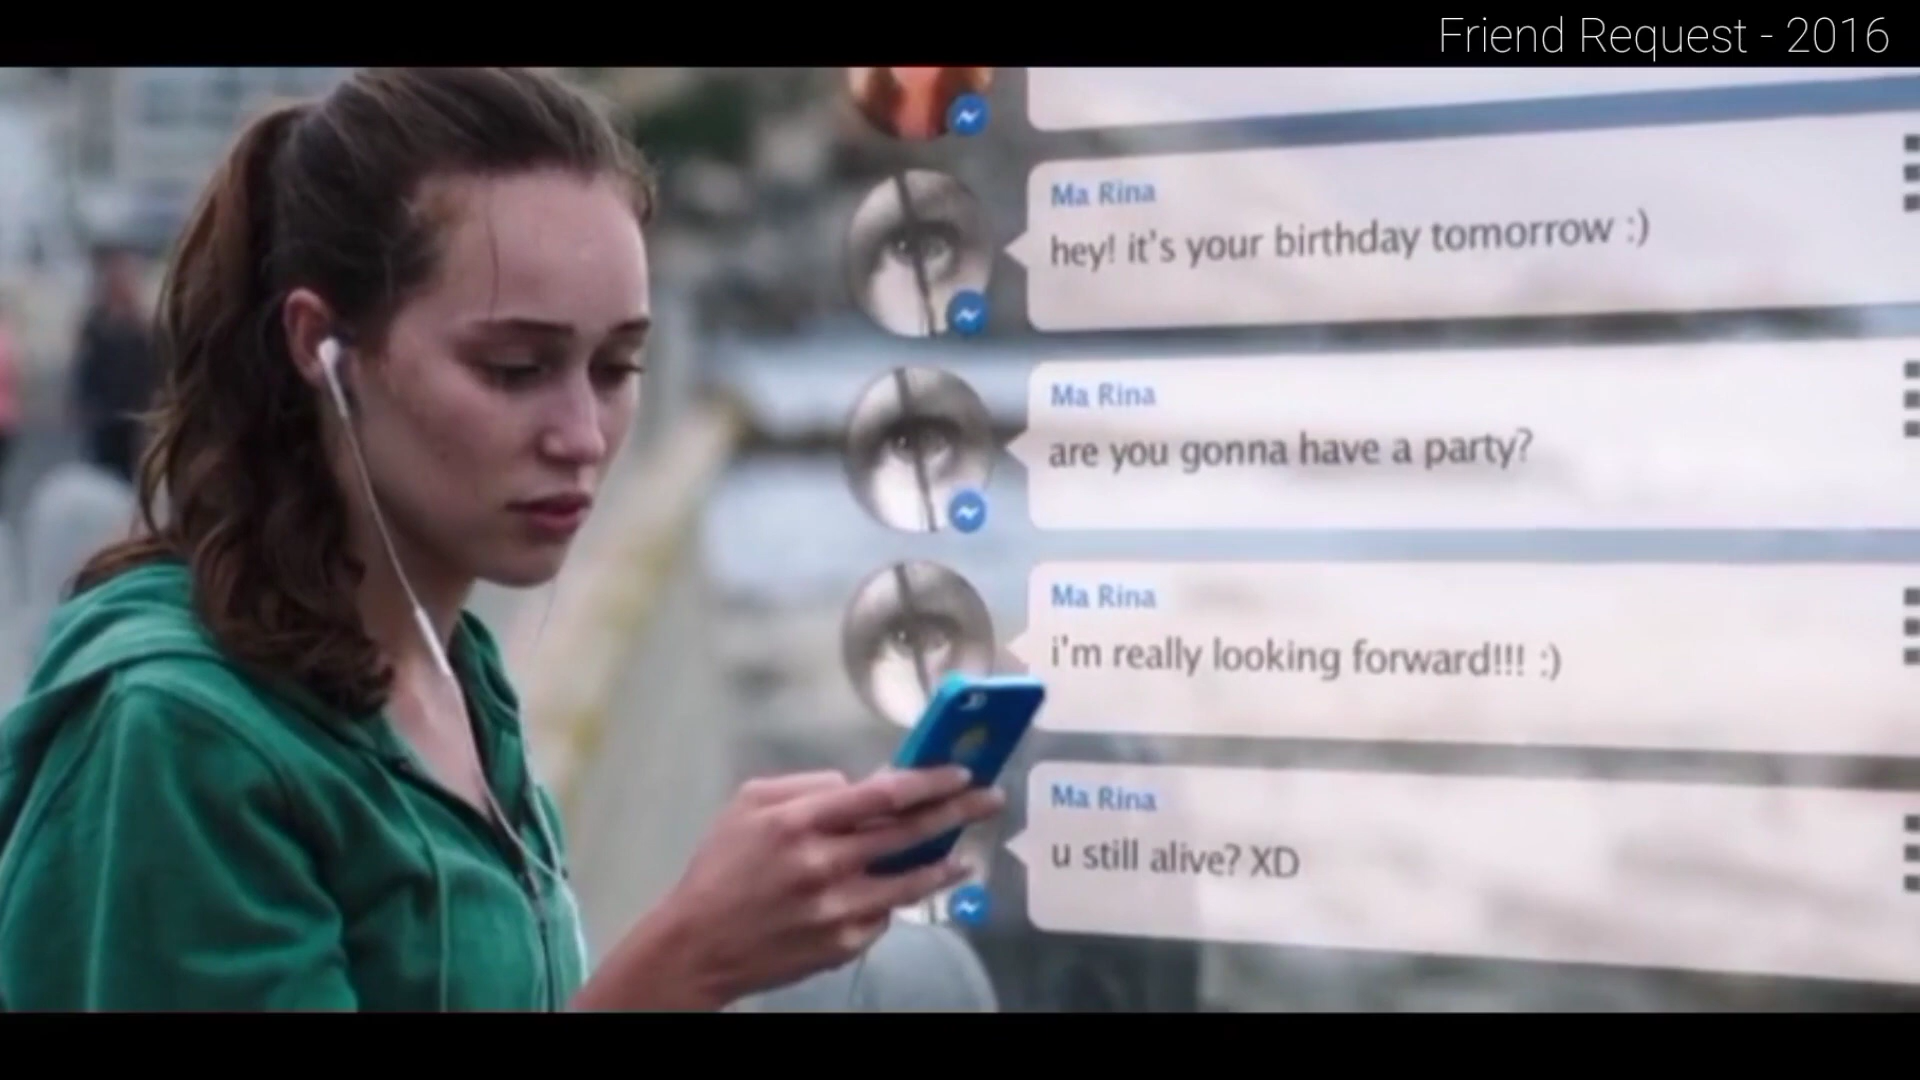 Friend Request - 2016
Ma Rina
hey! it's your birthday tomorrow :)
Ma Rina
are you gonna have a party?
Ma Rina
i'm really looking forward!!! :)
Ma Rina
u still alive? XD